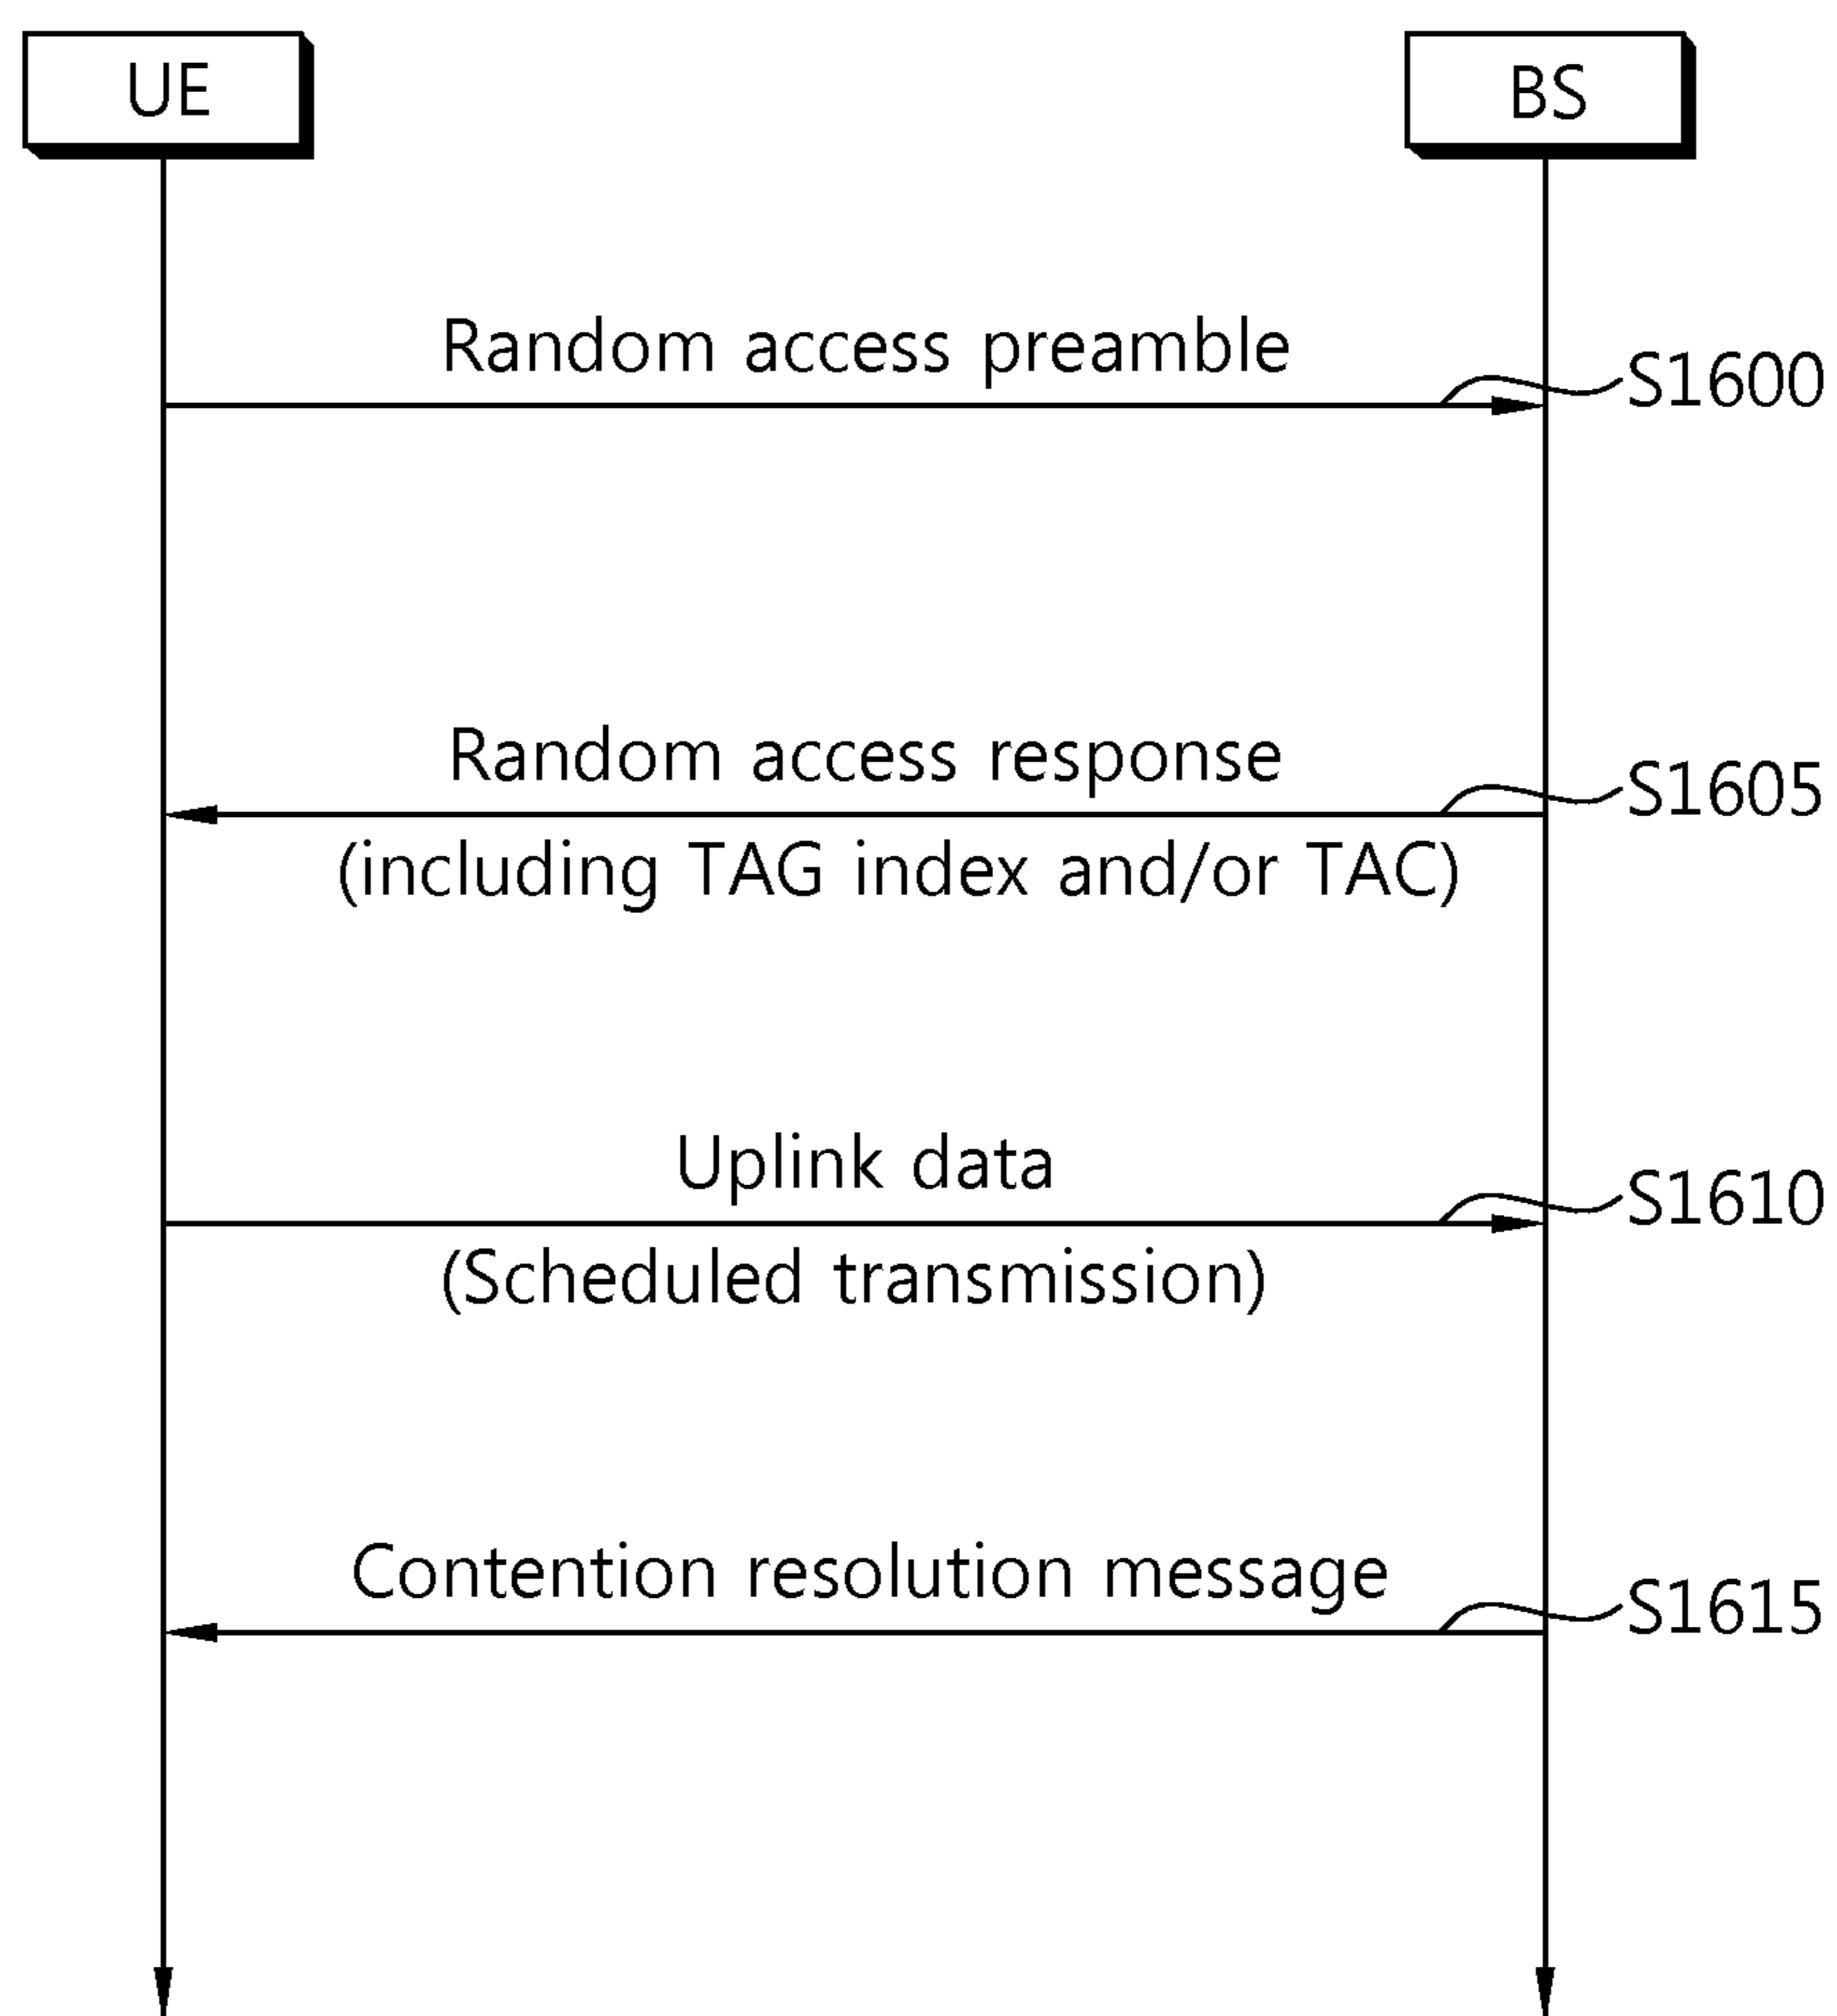 UE
BS
Random access preamble
S1600
Random access response
S1605
(including TAG index and/or TAC)
Uplink data
S1610
(Scheduled transmission)
Contention resolution message
S1615